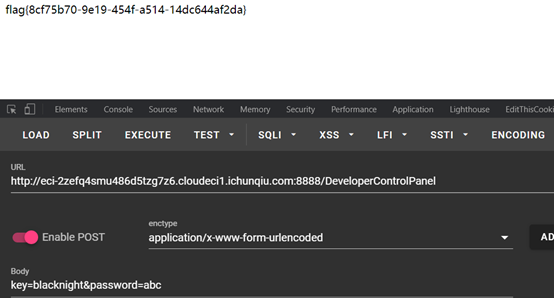 flag{8cf75b70-9e19-454f-a514-14dc644af2da}
Elements Console Sources Network Memory Security Performance Application Lighthouse EditThisCooki
LOAD SPLIT EXECUTE TEST SQLI XSS LFI SSTI ENCODING
URL
http://eci-2zefq4smu486d5tzg7z6.cloudeci1.ichunqiu.com:8888/DeveloperControlPanel
enctype
Enable POST application/x-www-form-urlencoded AD
Body
key=blacknight&password=abc